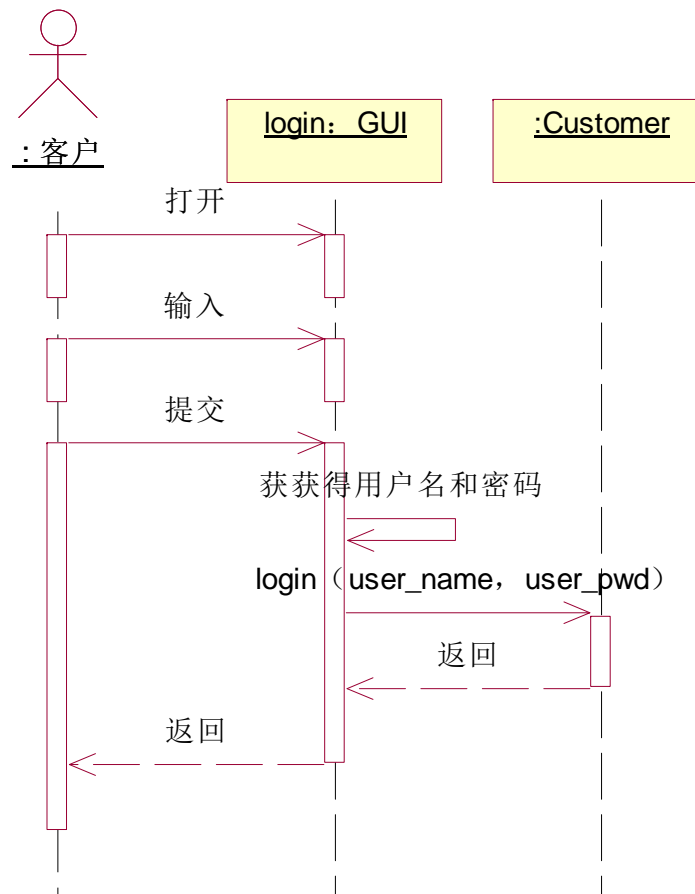 login：GUI
:Customer
:客户
打开
输入
提交
获获得用户名和密码
login（user_name，user_pwd）
返回
返回